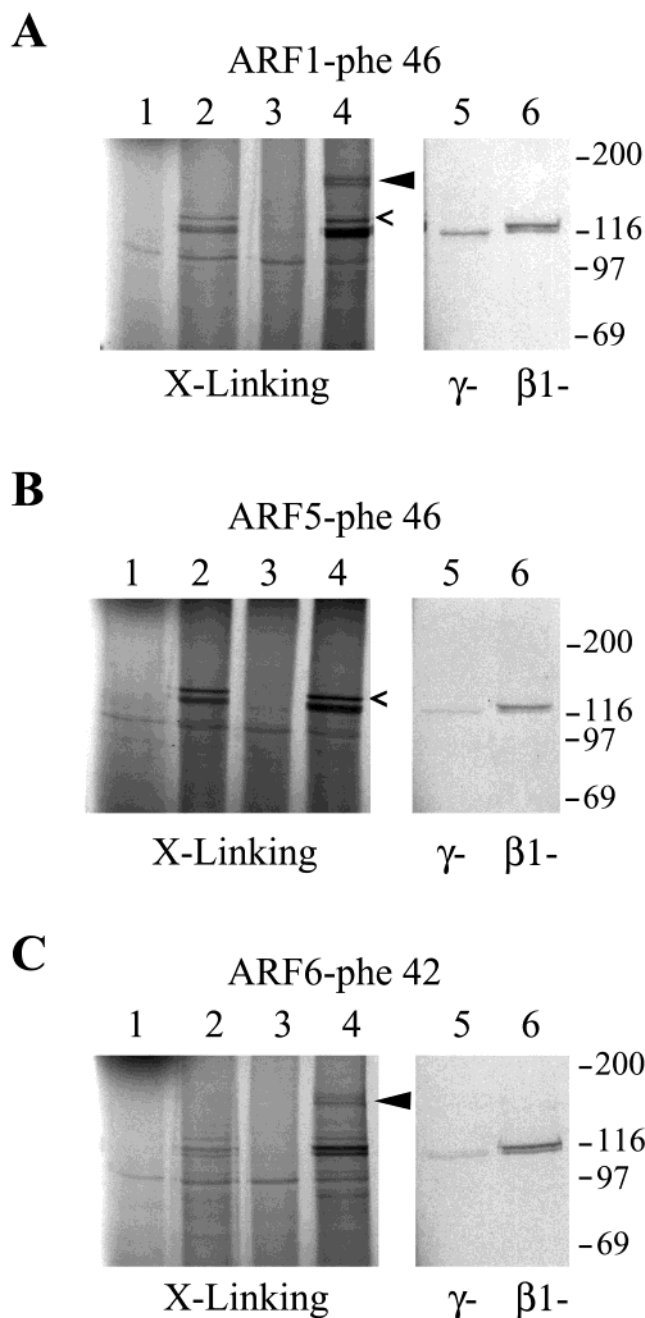 A
ARF1-phe 46
1 2 3 4 5 6
–200
–116
–97
–69
X-Linking γ- β1-
B
ARF5-phe 46
1 2 3 4 5 6
–200
–116
–97
–69
X-Linking γ- β1-
C
ARF6-phe 42
1 2 3 4 5 6
–200
–116
–97
–69
X-Linking γ- β1-